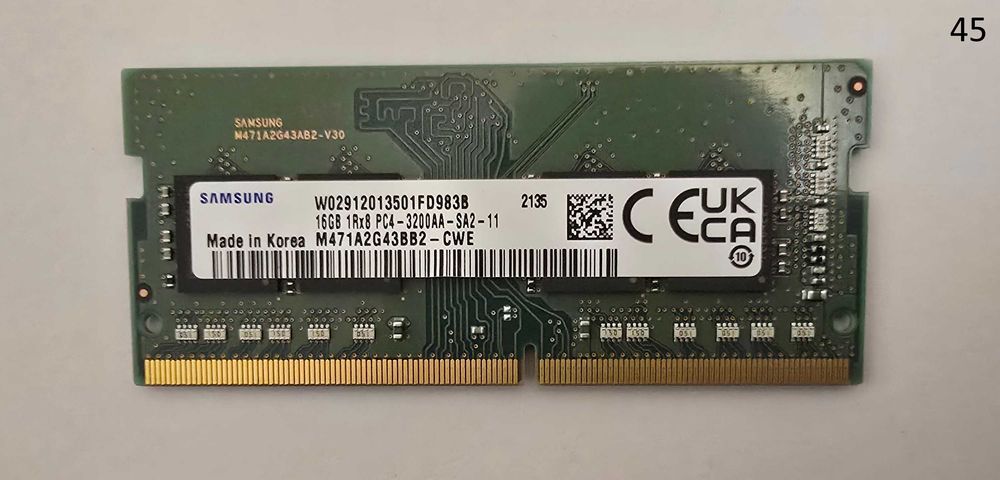 45
SAMSUNG
M471A2G43AB2-V30
SAMSUNG
W02912013501FD983B 2135
16GB 1Rx8 PC4-3200AA-SA2-11
Made in Korea M471A2G43BB2-CWE
CE UK
CA
10